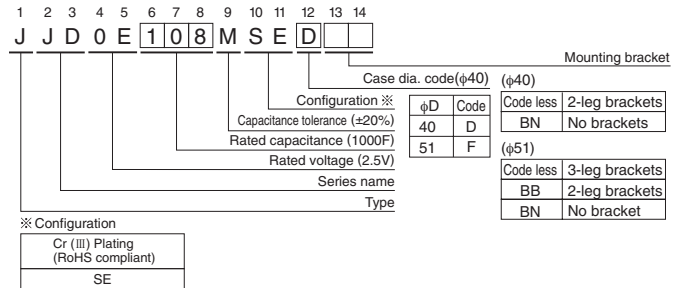 1 2 3 4 5 6 7 8 9 10 11 12 13 14
J J D 0 E 1 0 8 M S E D
Mounting bracket
Case dia. code(ϕ40)
Configuration ※
Capacitance tolerance (±20%)
Rated capacitance (1000F)
Rated voltage (2.5V)
Series name
Type
ϕD Code
40 D
51 F
(ϕ40)
Code less 2-leg brackets
BN No brackets
(ϕ51)
Code less 3-leg brackets
BB 2-leg brackets
BN No bracket
※ Configuration
Cr (Ⅲ) Plating
(RoHS compliant)
SE